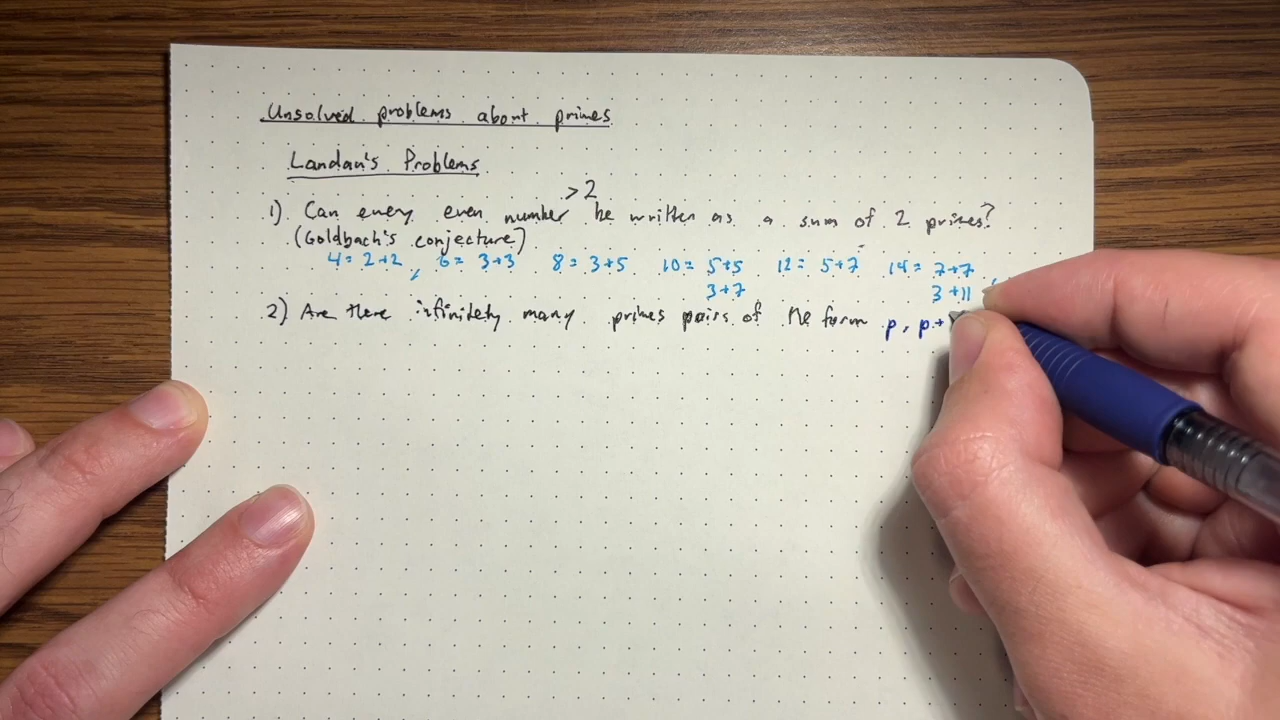 Unsolved problems about primes
Landau's Problems
> 2
1) Can every even number be written as a sum of 2 primes?
(Goldbach's conjecture)
4 = 2+2, 6 = 3+3 8 = 3+5 10 = 5+5 12 = 5+7 14 = 7+7
3+7 3+11
2) Are there infinitely many primes pairs of the form p, p+